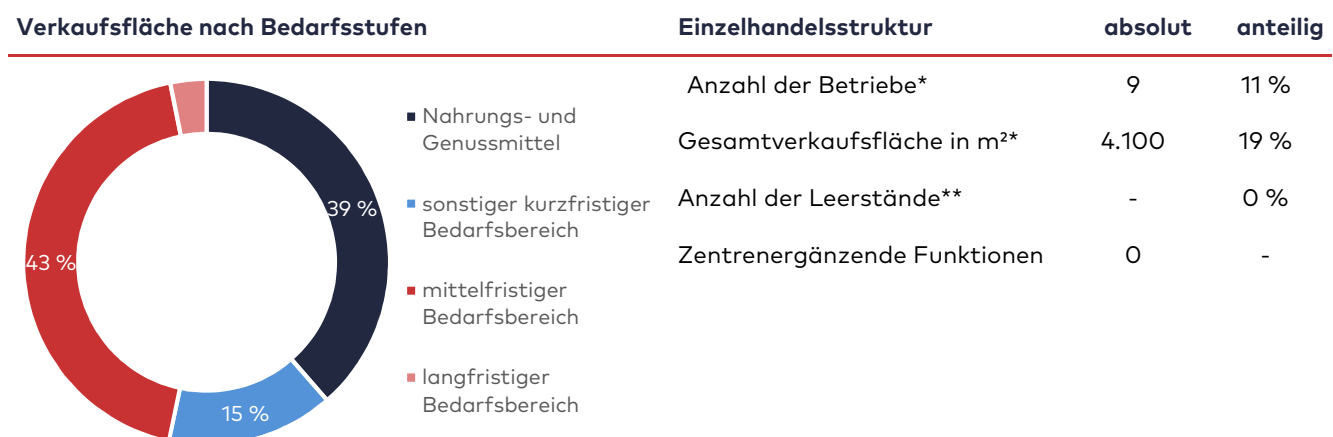 Verkaufsfläche nach Bedarfsstufen
39 %
15 %
43 %
Nahrungs- und
Genussmittel
sonstiger kurzfristiger
Bedarfsbereich
mittelfristiger
Bedarfsbereich
langfristiger
Bedarfsbereich
Einzelhandelsstruktur absolut anteilig
Anzahl der Betriebe* 9 11 %
Gesamtverkaufsfläche in m²* 4.100 19 %
Anzahl der Leerstände** - 0 %
Zentrenergänzende Funktionen 0 -